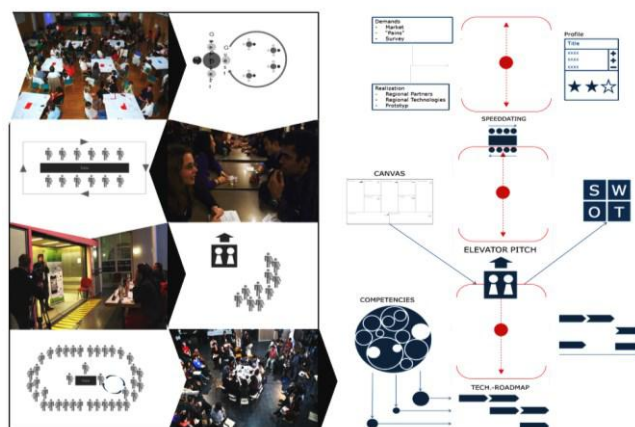 Demands
- Market
- "Pains"
- Survey
Profile
Title
xxxx
xxxx
xxxx
Realization
- Regional Partners
- Regional Technologies
- Prototyp
SPEEDDATING
CANVAS
S W
O T
ELEVATOR PITCH
COMPETENCIES
TECH.-ROADMAP